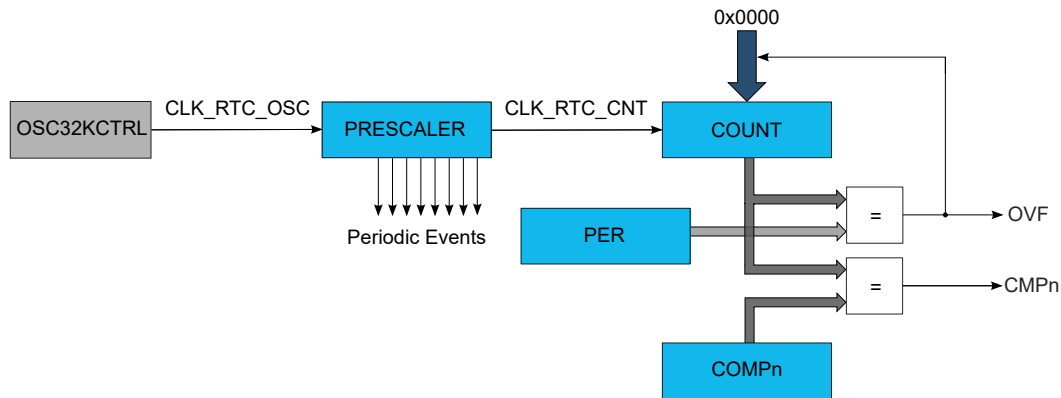 0x0000
OSC32KCTRL
CLK_RTC_OSC
PRESCALER
CLK_RTC_CNT
COUNT
Periodic Events
PER
=
OVF
=
CMPn
COMPn